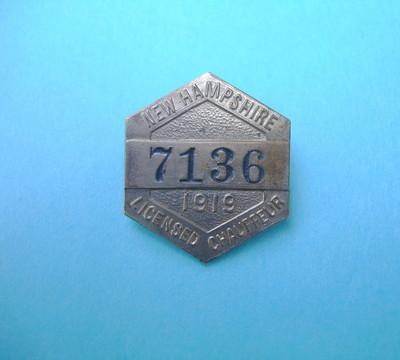 NEW HAMPSHIRE
7136
1919
LICENSED CHAUFFEUR